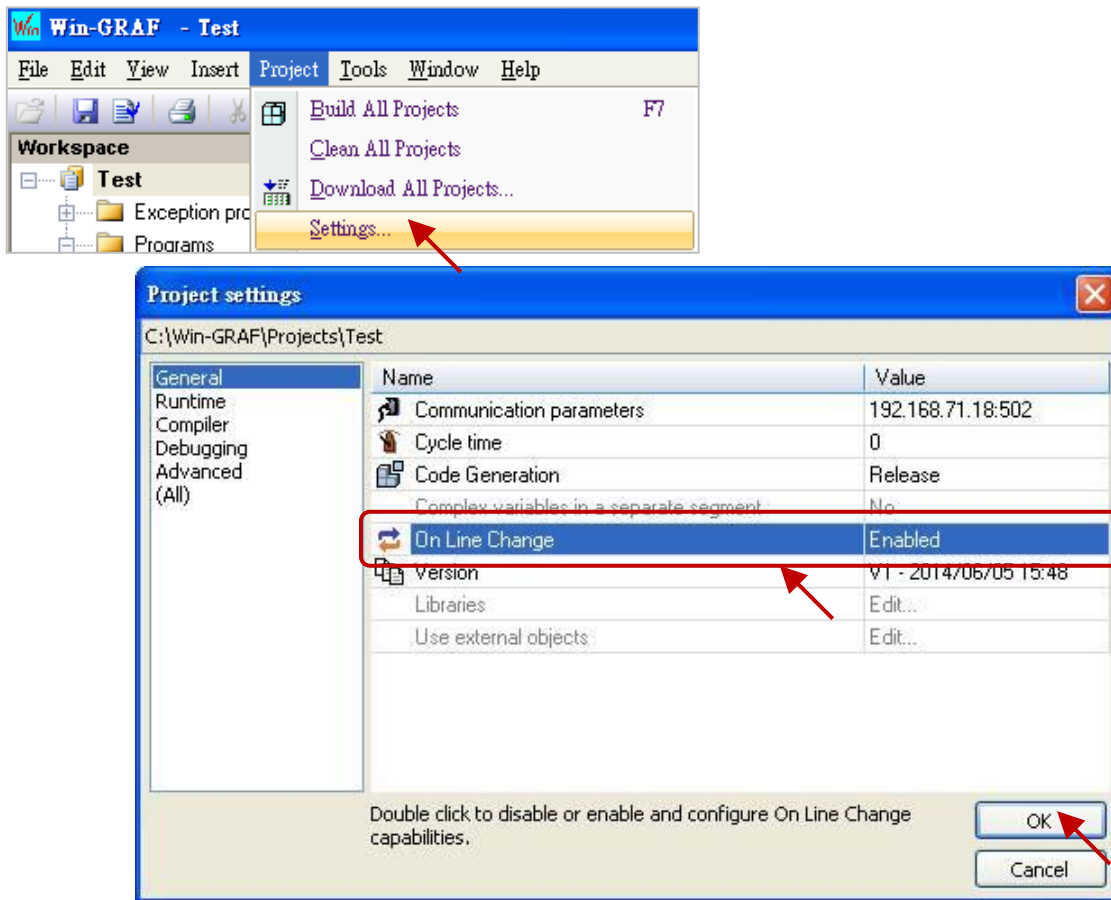 Win-GRAF - Test
File Edit View Insert Project Tools Window Help
Build All Projects F7
Workspace
Clean All Projects
Test
Download All Projects...
Exception pro
Settings...
Programs
Project settings
C:\Win-GRAF\Projects\Test
General
Runtime
Compiler
Debugging
Advanced
(All)
Name Value
Communication parameters 192.168.71.18:502
Cycle time 0
Code Generation Release
Complex variables in a separate segment No
On Line Change Enabled
Version V1 - 2014/06/05 15:48
Libraries Edit...
Use external objects Edit...
Double click to disable or enable and configure On Line Change
capabilities.
OK
Cancel